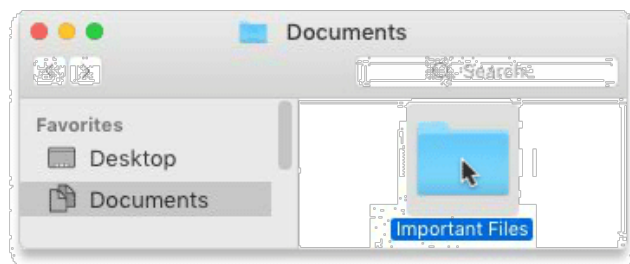 Documents
Search
Favorites
Desktop
Documents
Important Files